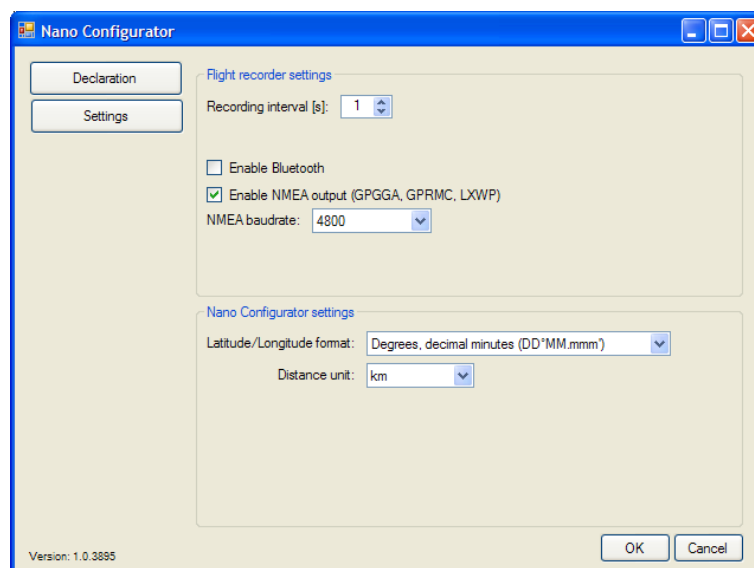 Nano Configurator
Declaration
Settings
Flight recorder settings
Recording interval [s]: 1
Enable Bluetooth
Enable NMEA output (GPGGA, GPRMC, LXWP)
NMEA baudrate: 4800
Nano Configurator settings
Latitude/Longitude format: Degrees, decimal minutes (DD°MM.mmm')
Distance unit: km
Version: 1.0.3895
OK Cancel